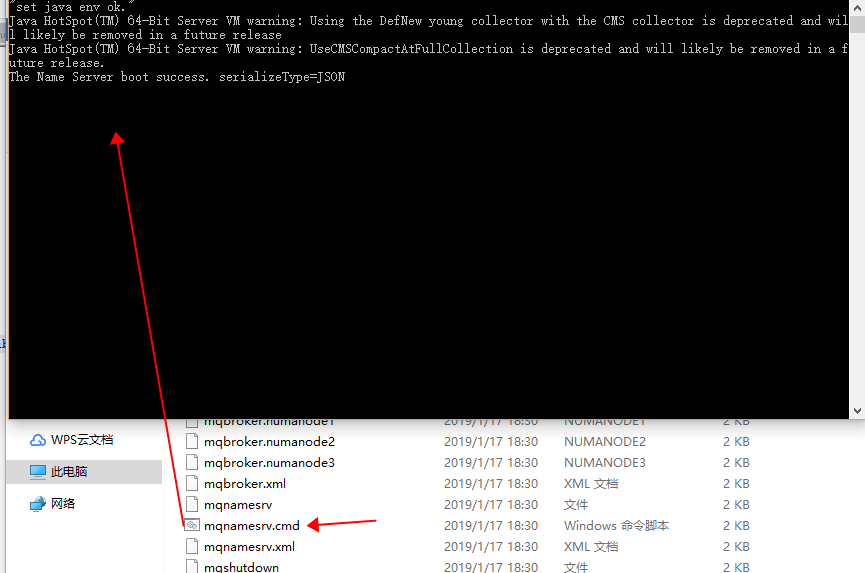 "set java env ok."
Java HotSpot(TM) 64-Bit Server VM warning: Using the DefNew young collector with the CMS collector is deprecated and wil
l likely be removed in a future release
Java HotSpot(TM) 64-Bit Server VM warning: UseCMSCompactAtFullCollection is deprecated and will likely be removed in a f
uture release.
The Name Server boot success. serializeType=JSON
mqbroker.numanode1 2019/1/17 18:30 NUMANODE1 2 KB
WPS云文档
mqbroker.numanode2 2019/1/17 18:30 NUMANODE2 2 KB
mqbroker.numanode3 2019/1/17 18:30 NUMANODE3 2 KB
此电脑
mqbroker.xml 2019/1/17 18:30 XML 文档 2 KB
网络
mqnamesrv 2019/1/17 18:30 文件 2 KB
mqnamesrv.cmd 2019/1/17 18:30 Windows 命令脚本 2 KB
mqnamesrv.xml 2019/1/17 18:30 XML 文档 2 KB
mqshutdown 2019/1/17 18:30 文件 2 KB